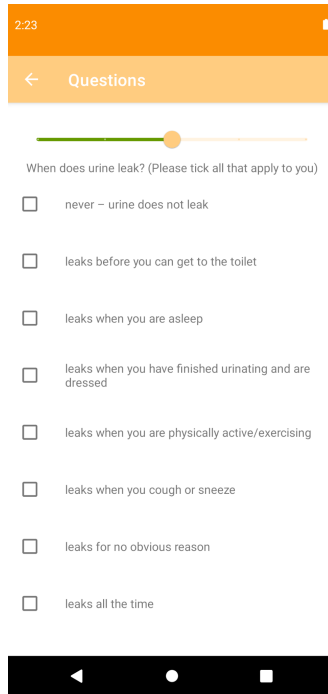 2:23
Questions
When does urine leak? (Please tick all that apply to you)
never – urine does not leak
leaks before you can get to the toilet
leaks when you are asleep
leaks when you have finished urinating and are
dressed
leaks when you are physically active/exercising
leaks when you cough or sneeze
leaks for no obvious reason
leaks all the time